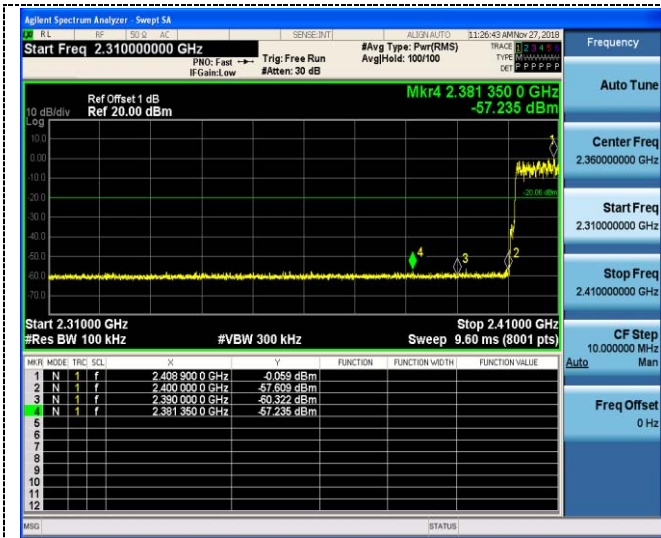 Agilent Spectrum Analyzer - Swept SA
RL RF 50 Ω AC SENSE:INT ALIGNAUTO 11:26:43 AMNov 27, 2018
Start Freq 2.310000000 GHz
PNO: Fast
IFGain:Low
Trig: Free Run
#Atten: 30 dB
#Avg Type: Pwr(RMS)
Avg|Hold: 100/100
TRACE 1 2 3 4 5 6
TYPE M
DET P P P P P P
Ref Offset 1 dB
Ref 20.00 dBm
10 dB/div
Log
Mkr4 2.381 350 0 GHz
-57.235 dBm
10.0
0.00
-10.0
-20.0
-30.0
-40.0
-50.0
-60.0
-70.0
-20.06 dBm
1
2
3
4
Start 2.31000 GHz
Stop 2.41000 GHz
#Res BW 100 kHz
#VBW 300 kHz
Sweep 9.60 ms (8001 pts)
MKR MODE TRC SCL X Y FUNCTION FUNCTION WIDTH FUNCTION VALUE
1 N 1 f 2.408 900 0 GHz -0.059 dBm
2 N 1 f 2.400 000 0 GHz -57.609 dBm
3 N 1 f 2.390 000 0 GHz -60.322 dBm
4 N 1 f 2.381 350 0 GHz -57.235 dBm
5
6
7
8
9
10
11
12
MSG
STATUS
Frequency
Auto Tune
Center Freq
2.360000000 GHz
Start Freq
2.310000000 GHz
Stop Freq
2.410000000 GHz
CF Step
10.000000 MHz
Auto Man
Freq Offset
0 Hz